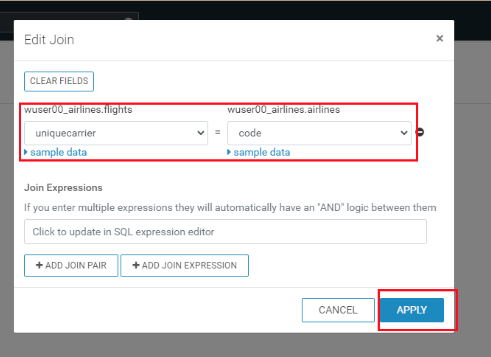 Edit Join
×
CLEAR FIELDS
wuser00_airlines.flights wuser00_airlines.airlines
uniquecarrier = code
sample data sample data
Join Expressions
If you enter multiple expressions they will automatically have an "AND" logic between them
Click to update in SQL expression editor
+ ADD JOIN PAIR + ADD JOIN EXPRESSION
CANCEL APPLY